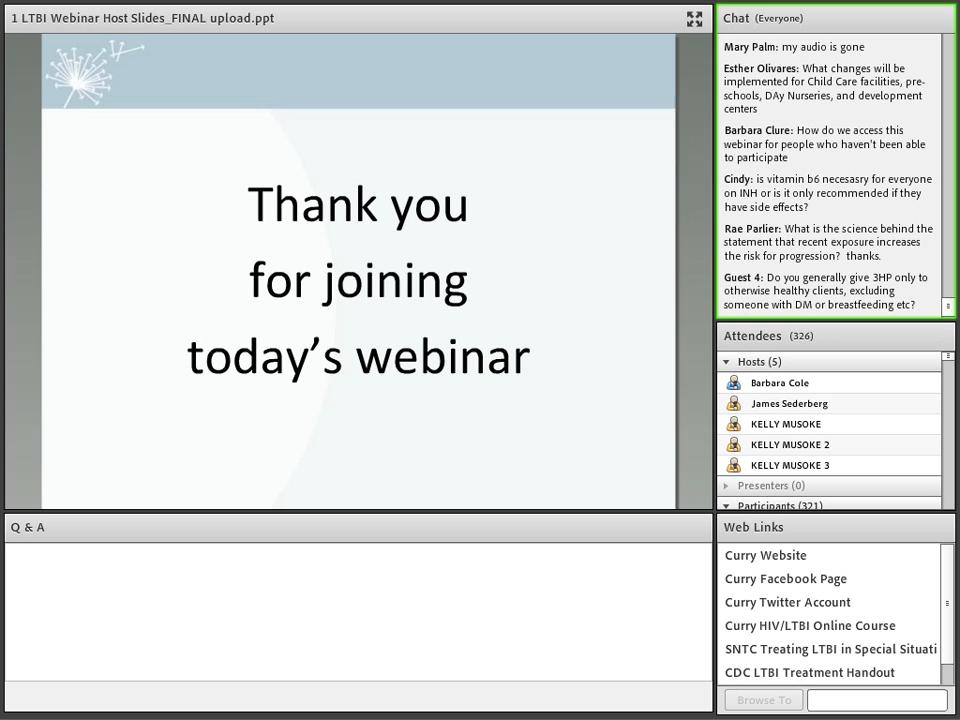 1 LTBI Webinar Host Slides_FINAL upload.ppt
Thank you
for joining
today's webinar
Q & A
Chat (Everyone)
Mary Palm: my audio is gone
Esther Olivares: What changes will be
implemented for Child Care facilities, pre-
schools, DAy Nurseries, and development
centers
Barbara Clure: How do we access this
webinar for people who haven't been able
to participate
Cindy: is vitamin b6 necesasry for everyone
on INH or is it only recommended if they
have side effects?
Rae Parlier: What is the science behind the
statement that recent exposure increases
the risk for progression? thanks.
Guest 4: Do you generally give 3HP only to
otherwise healthy clients, excluding
someone with DM or breastfeeding etc?
Attendees (326)
Hosts (5)
Barbara Cole
James Sederberg
KELLY MUSOKE
KELLY MUSOKE 2
KELLY MUSOKE 3
Presenters (0)
Participants (321)
Web Links
Curry Website
Curry Facebook Page
Curry Twitter Account
Curry HIV/LTBI Online Course
SNTC Treating LTBI in Special Situati
CDC LTBI Treatment Handout
Browse To